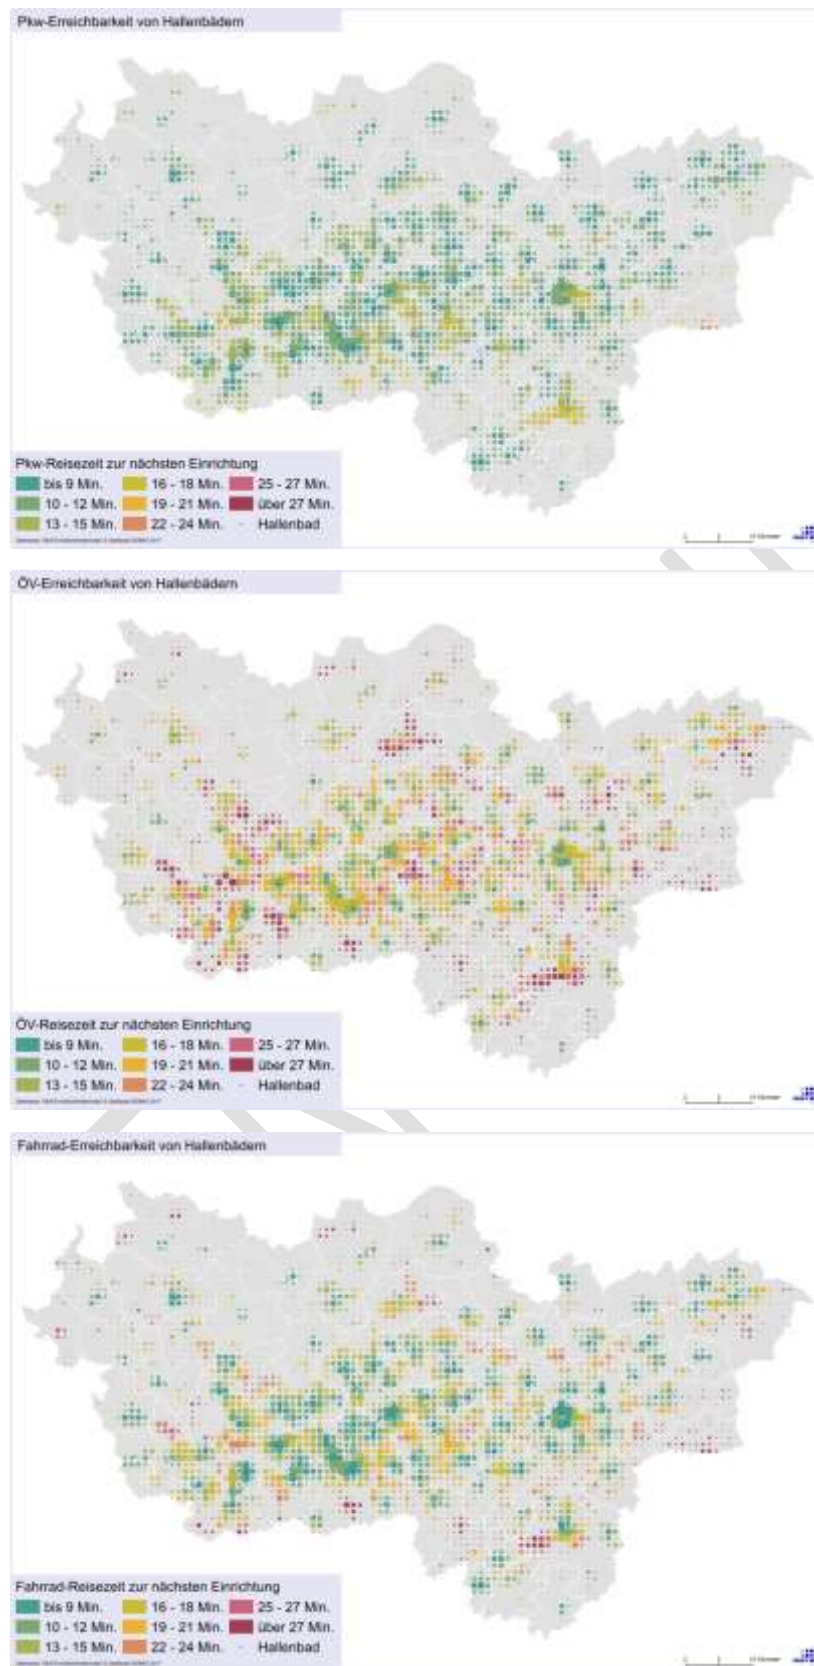 Pkw-Erreichbarkeit von Hallenbädern
Pkw-Reisezeit zur nächsten Einrichtung
bis 9 Min. 16 - 18 Min. 25 - 27 Min.
10 - 12 Min. 19 - 21 Min. über 27 Min.
13 - 15 Min. 22 - 24 Min. Hallenbad
ÖV-Erreichbarkeit von Hallenbädern
ÖV-Reisezeit zur nächsten Einrichtung
bis 9 Min. 16 - 18 Min. 25 - 27 Min.
10 - 12 Min. 19 - 21 Min. über 27 Min.
13 - 15 Min. 22 - 24 Min. Hallenbad
Fahrrad-Erreichbarkeit von Hallenbädern
Fahrrad-Reisezeit zur nächsten Einrichtung
bis 9 Min. 16 - 18 Min. 25 - 27 Min.
10 - 12 Min. 19 - 21 Min. über 27 Min.
13 - 15 Min. 22 - 24 Min. Hallenbad